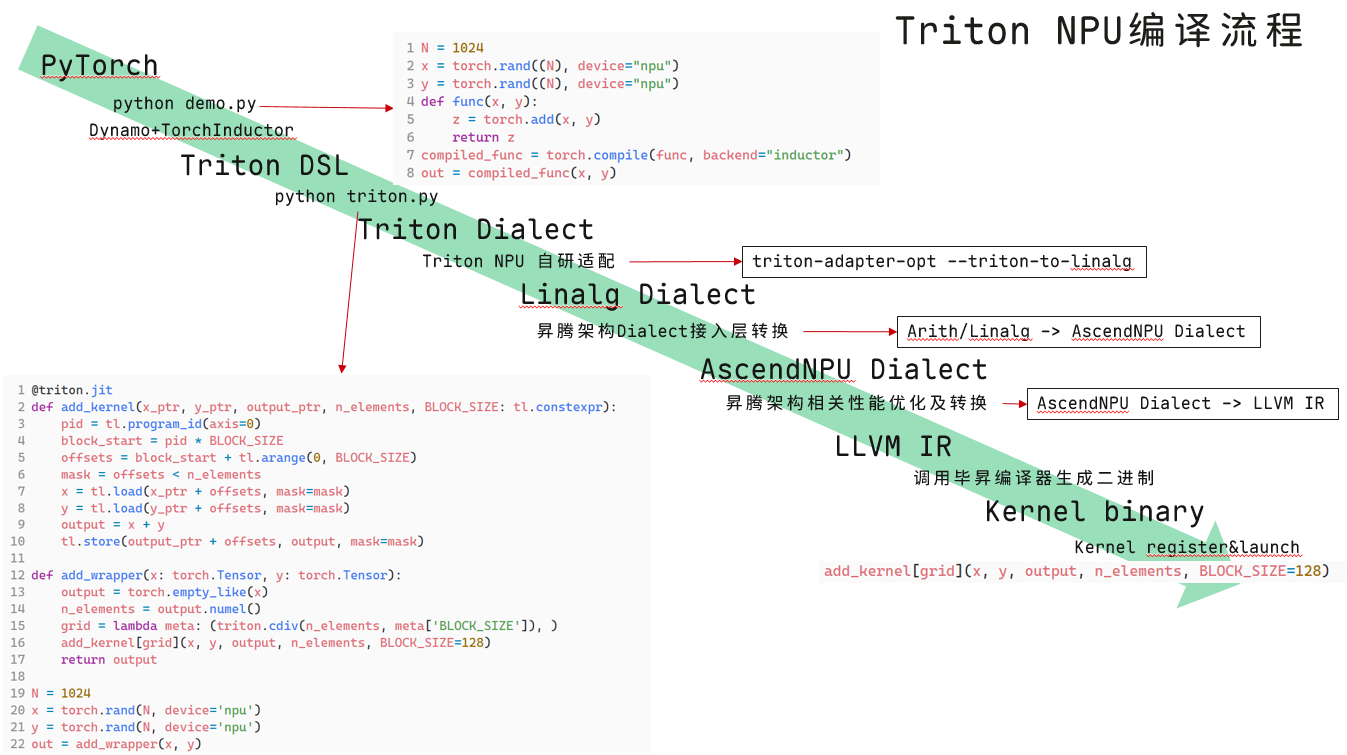 Triton NPU编译流程
PyTorch
python demo.py
Dynamo+TorchInductor
1 N = 1024
2 x = torch.rand((N), device="npu")
3 y = torch.rand((N), device="npu")
4 def func(x, y):
5     z = torch.add(x, y)
6     return z
7 compiled_func = torch.compile(func, backend="inductor")
8 out = compiled_func(x, y)
Triton DSL
python triton.py
Triton Dialect
Triton NPU 自研适配
triton-adapter-opt --triton-to-linalg
Linalg Dialect
昇腾架构Dialect接入层转换
Arith/Linalg -> AscendNPU Dialect
AscendNPU Dialect
昇腾架构相关性能优化及转换
AscendNPU Dialect -> LLVM IR
LLVM IR
调用毕昇编译器生成二进制
Kernel binary
Kernel register&launch
add_kernel[grid](x, y, output, n_elements, BLOCK_SIZE=128)
1 @triton.jit
2 def add_kernel(x_ptr, y_ptr, output_ptr, n_elements, BLOCK_SIZE: tl.constexpr):
3     pid = tl.program_id(axis=0)
4     block_start = pid * BLOCK_SIZE
5     offsets = block_start + tl.arange(0, BLOCK_SIZE)
6     mask = offsets < n_elements
7     x = tl.load(x_ptr + offsets, mask=mask)
8     y = tl.load(y_ptr + offsets, mask=mask)
9     output = x + y
10     tl.store(output_ptr + offsets, output, mask=mask)
11
12 def add_wrapper(x: torch.Tensor, y: torch.Tensor):
13     output = torch.empty_like(x)
14     n_elements = output.numel()
15     grid = lambda meta: (triton.cdiv(n_elements, meta['BLOCK_SIZE']), )
16     add_kernel[grid](x, y, output, n_elements, BLOCK_SIZE=128)
17     return output
18
19 N = 1024
20 x = torch.rand(N, device='npu')
21 y = torch.rand(N, device='npu')
22 out = add_wrapper(x, y)